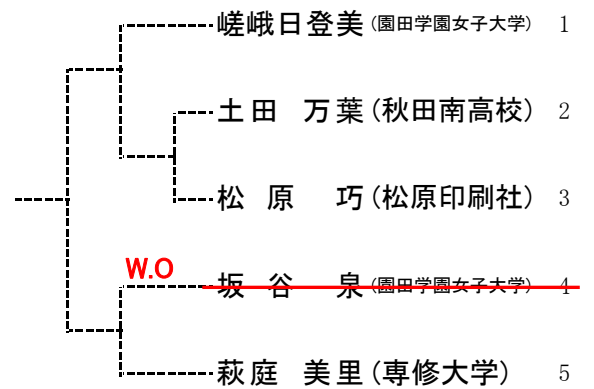 嵯峨日登美(園田学園女子大学) 1
土田 万葉(秋田南高校) 2
松原 巧(松原印刷社) 3
W.O
坂谷 泉(園田学園女子大学) 4
萩庭 美里(専修大学) 5